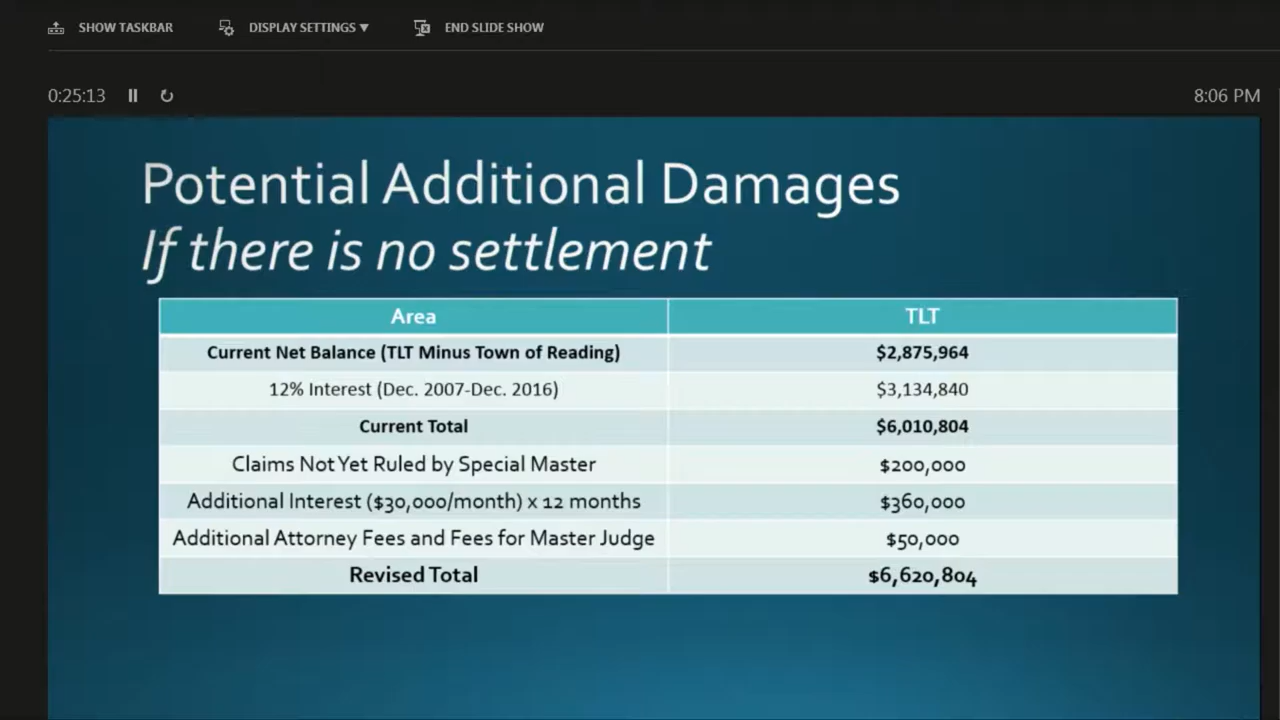 SHOW TASKBAR DISPLAY SETTINGS ▼ END SLIDE SHOW
0:25:13 8:06 PM
Potential Additional Damages
If there is no settlement
Area TLT
Current Net Balance (TLT Minus Town of Reading) $2,875,964
12% Interest (Dec. 2007-Dec. 2016) $3,134,840
Current Total $6,010,804
Claims Not Yet Ruled by Special Master $200,000
Additional Interest ($30,000/month) x 12 months $360,000
Additional Attorney Fees and Fees for Master Judge $50,000
Revised Total $6,620,804